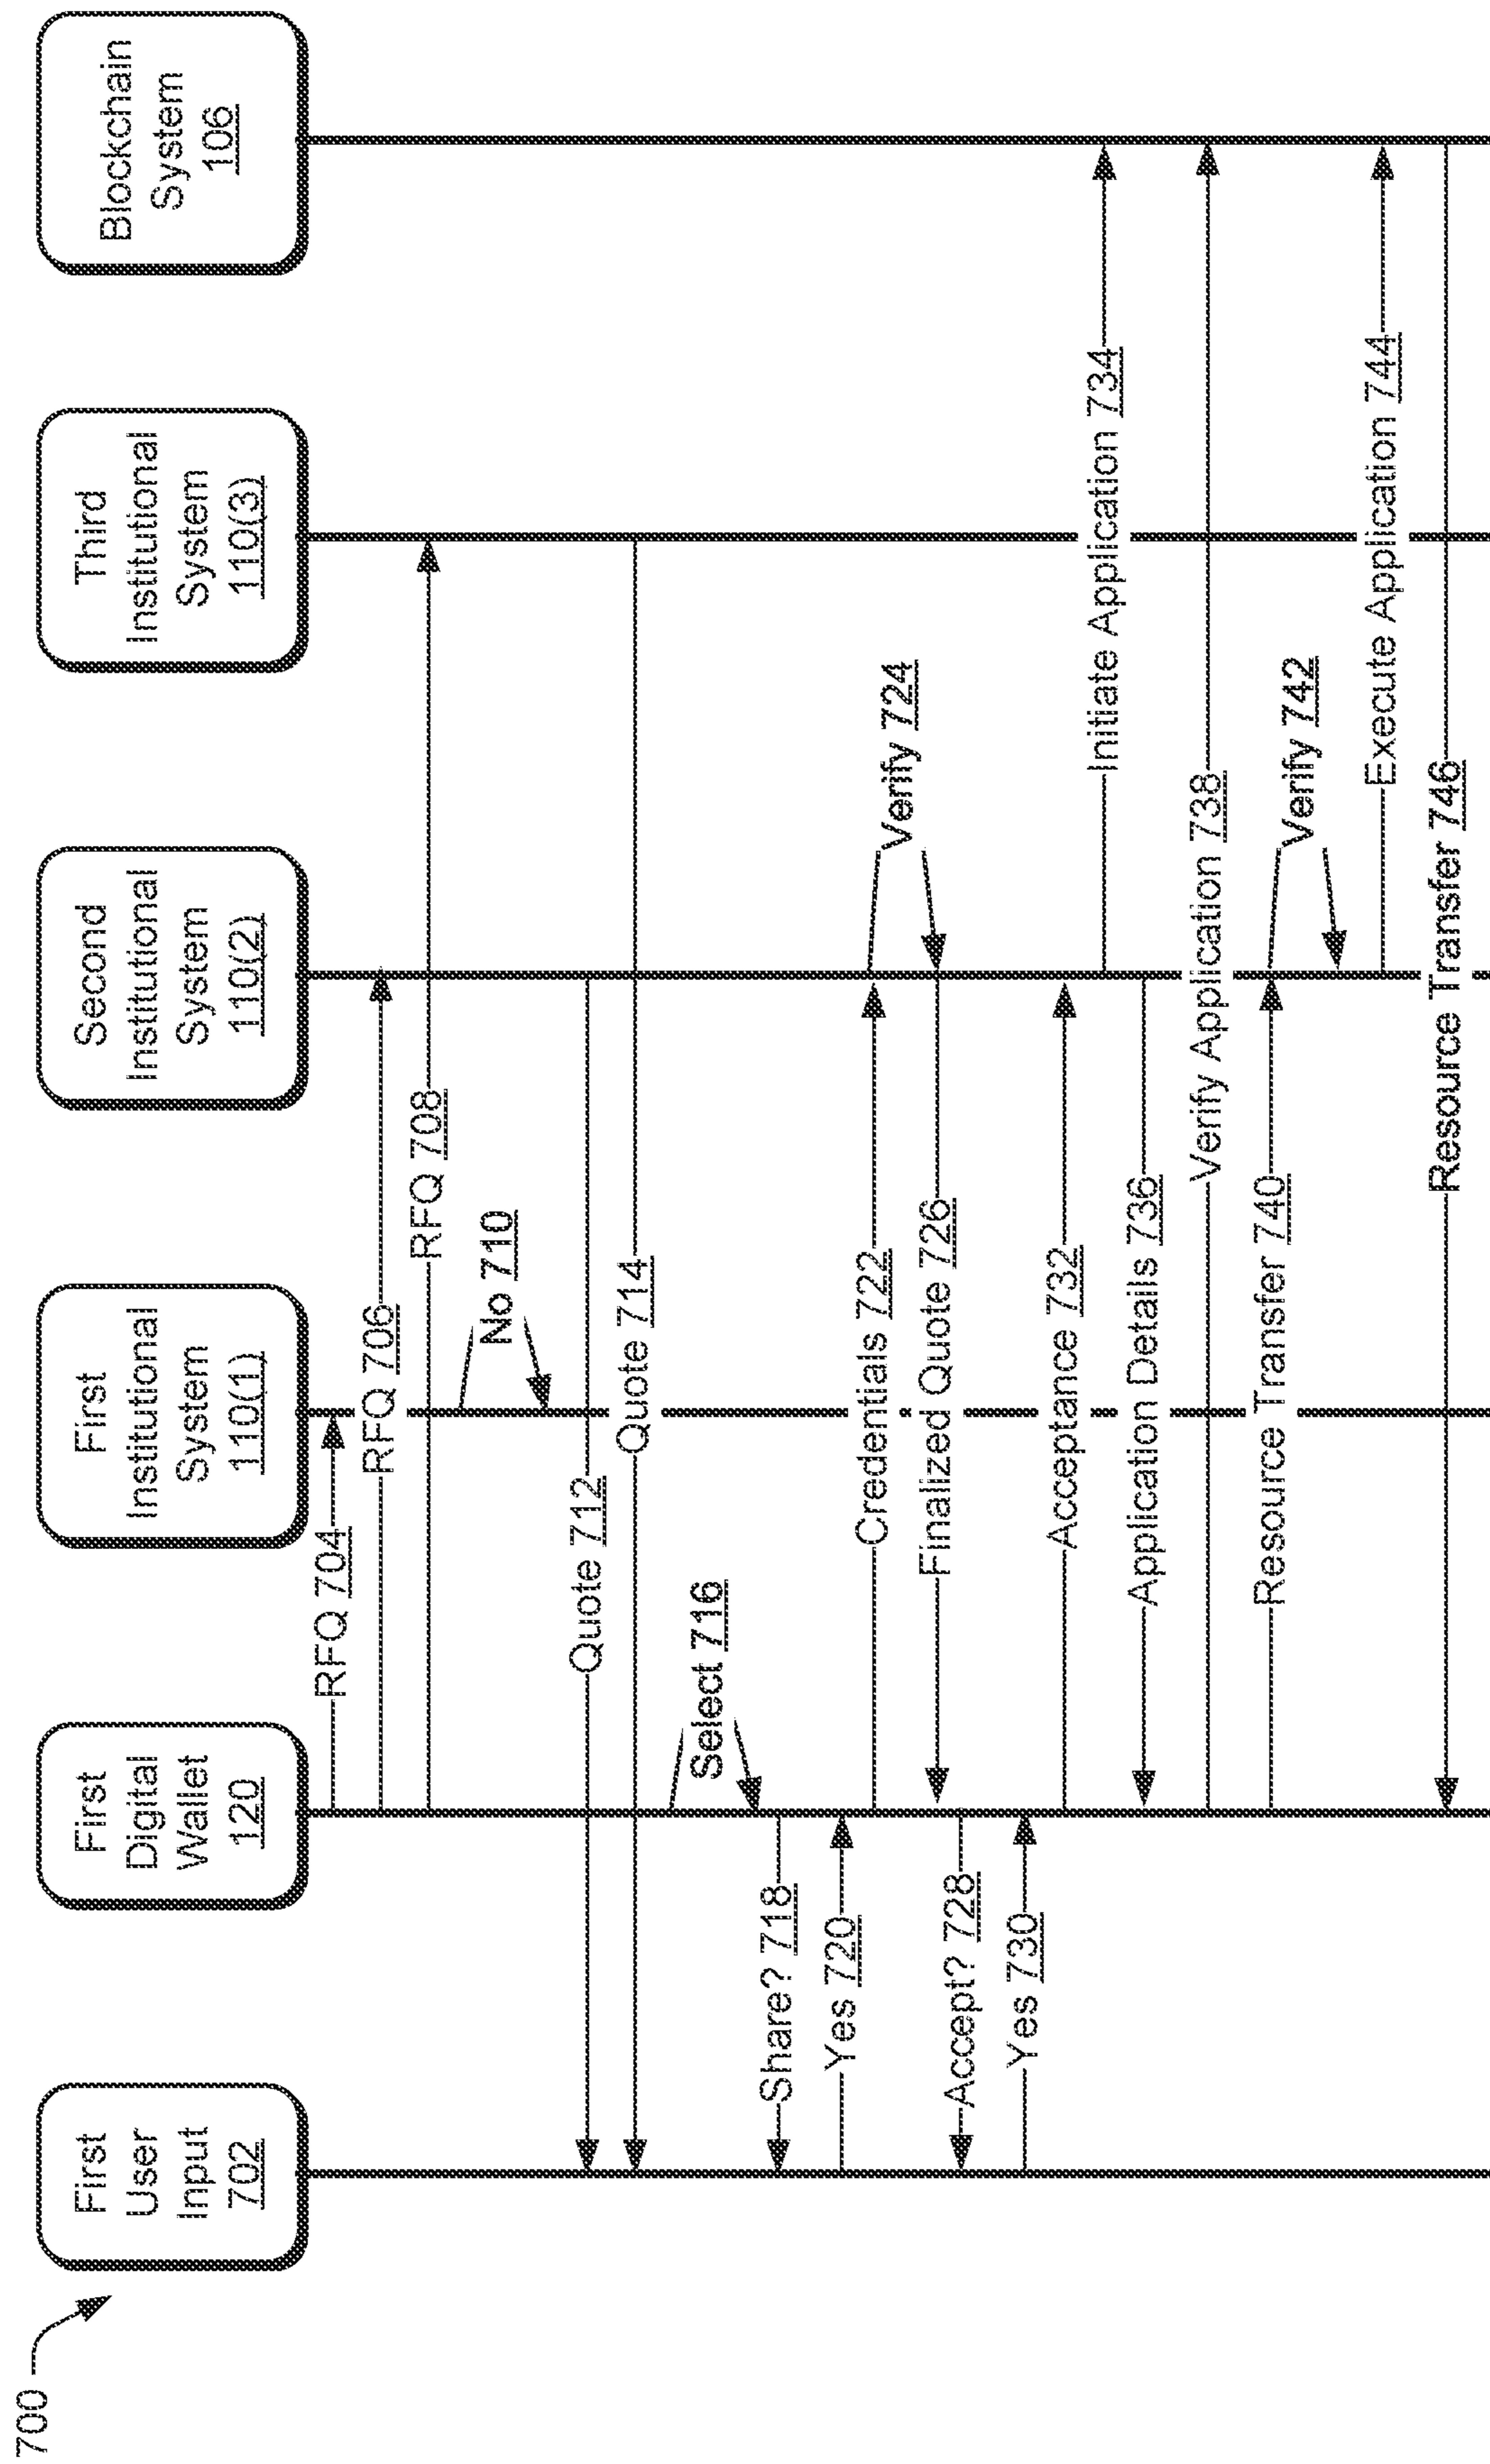 700
First
User
Input
702
First
Digital
Wallet
120
First
Institutional
System
110(1)
Second
Institutional
System
110(2)
Third
Institutional
System
110(3)
Blockchain
System
106
RFQ 704
RFQ 706
RFQ 708
No 710
Quote 712
Quote 714
Select 716
Share? 718
Yes 720
Credentials 722
Verify 724
Finalized Quote 726
Accept? 728
Yes 730
Acceptance 732
Initiate Application 734
Application Details 736
Verify Application 738
Resource Transfer 740
Verify 742
Execute Application 744
Resource Transfer 746